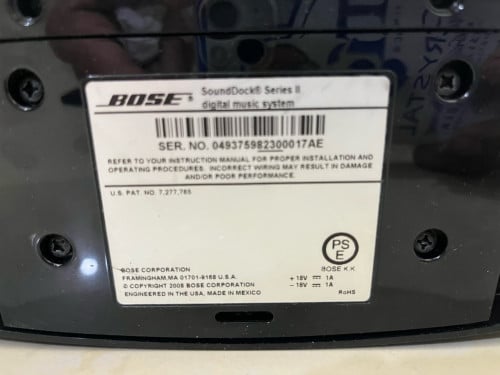 BOSE® SoundDock® Series II
digital music system
SER. NO. 049375982300017AE
REFER TO YOUR INSTRUCTION MANUAL FOR PROPER INSTALLATION AND
OPERATING PROCEDURES. INCORRECT WIRING MAY RESULT IN DAMAGE
AND/OR POOR PERFORMANCE.
U.S. PAT. NO. 7,277,765
PS
E
BOSE K.K
BOSE CORPORATION
FRAMINGHAM, MA 01701-9168 U.S.A.
© COPYRIGHT 2008 BOSE CORPORATION
ENGINEERED IN THE USA, MADE IN MEXICO
+ 18V ⎓ 1A
- 18V ⎓ 1A
RoHS
CRYSTAL